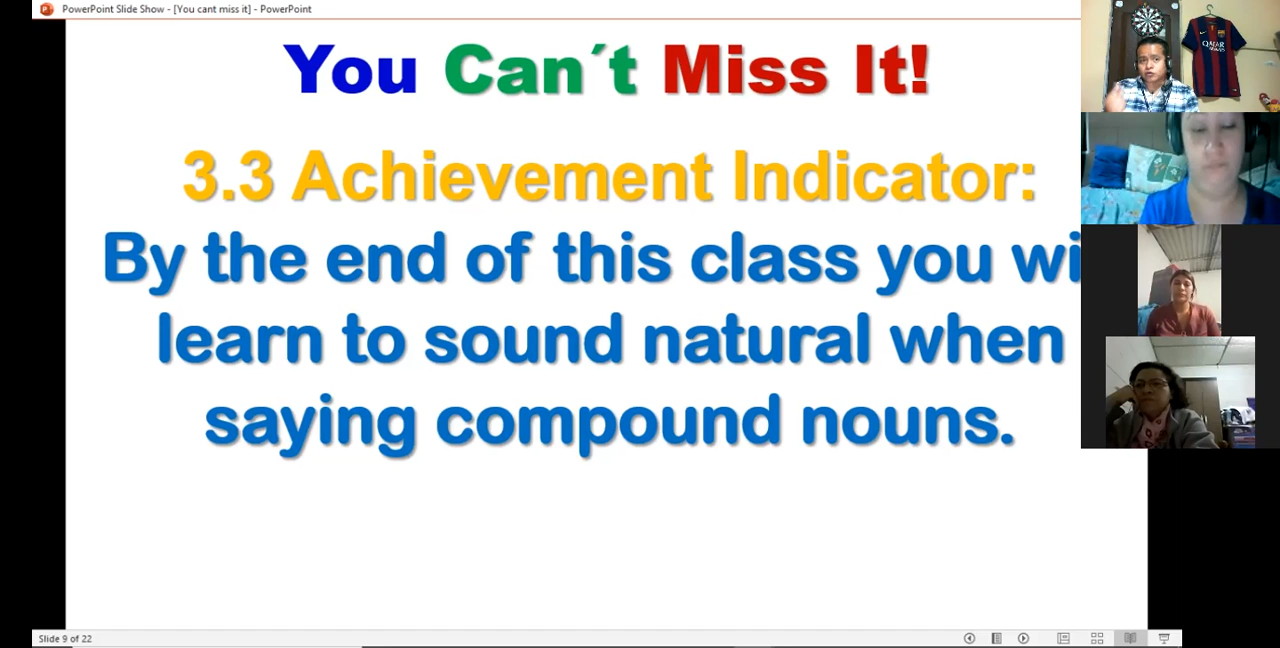 PowerPoint Slide Show - [You cant miss it] - PowerPoint
You Can´t Miss It!
3.3 Achievement Indicator:
By the end of this class you wi
learn to sound natural when
saying compound nouns.
QATAR
Slide 9 of 22